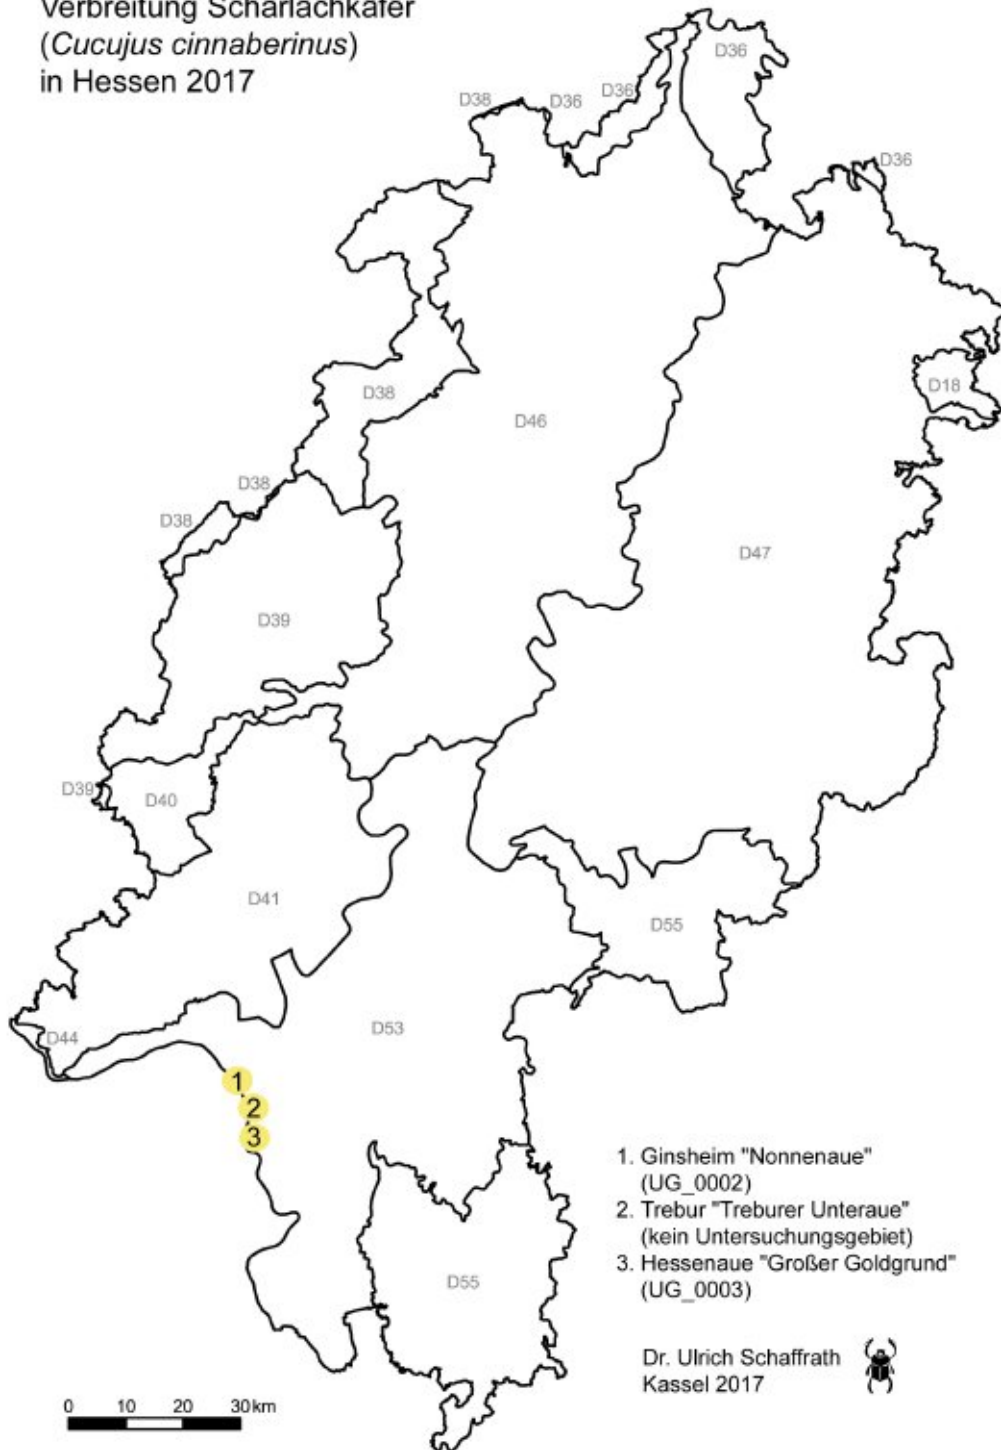 Verbreitung Scharlachkäfer
(Cucujus cinnaberinus)
in Hessen 2017
D36
D38
D36
D36
D36
D18
D38
D46
D38
D38
D47
D39
D39
D40
D41
D55
D53
D44
1
2
3
1. Ginsheim "Nonnenaue"
(UG_0002)
2. Trebur "Treburer Unteraue"
(kein Untersuchungsgebiet)
3. Hessenaue "Großer Goldgrund"
(UG_0003)
D55
Dr. Ulrich Schaffrath
Kassel 2017
0 10 20 30 km